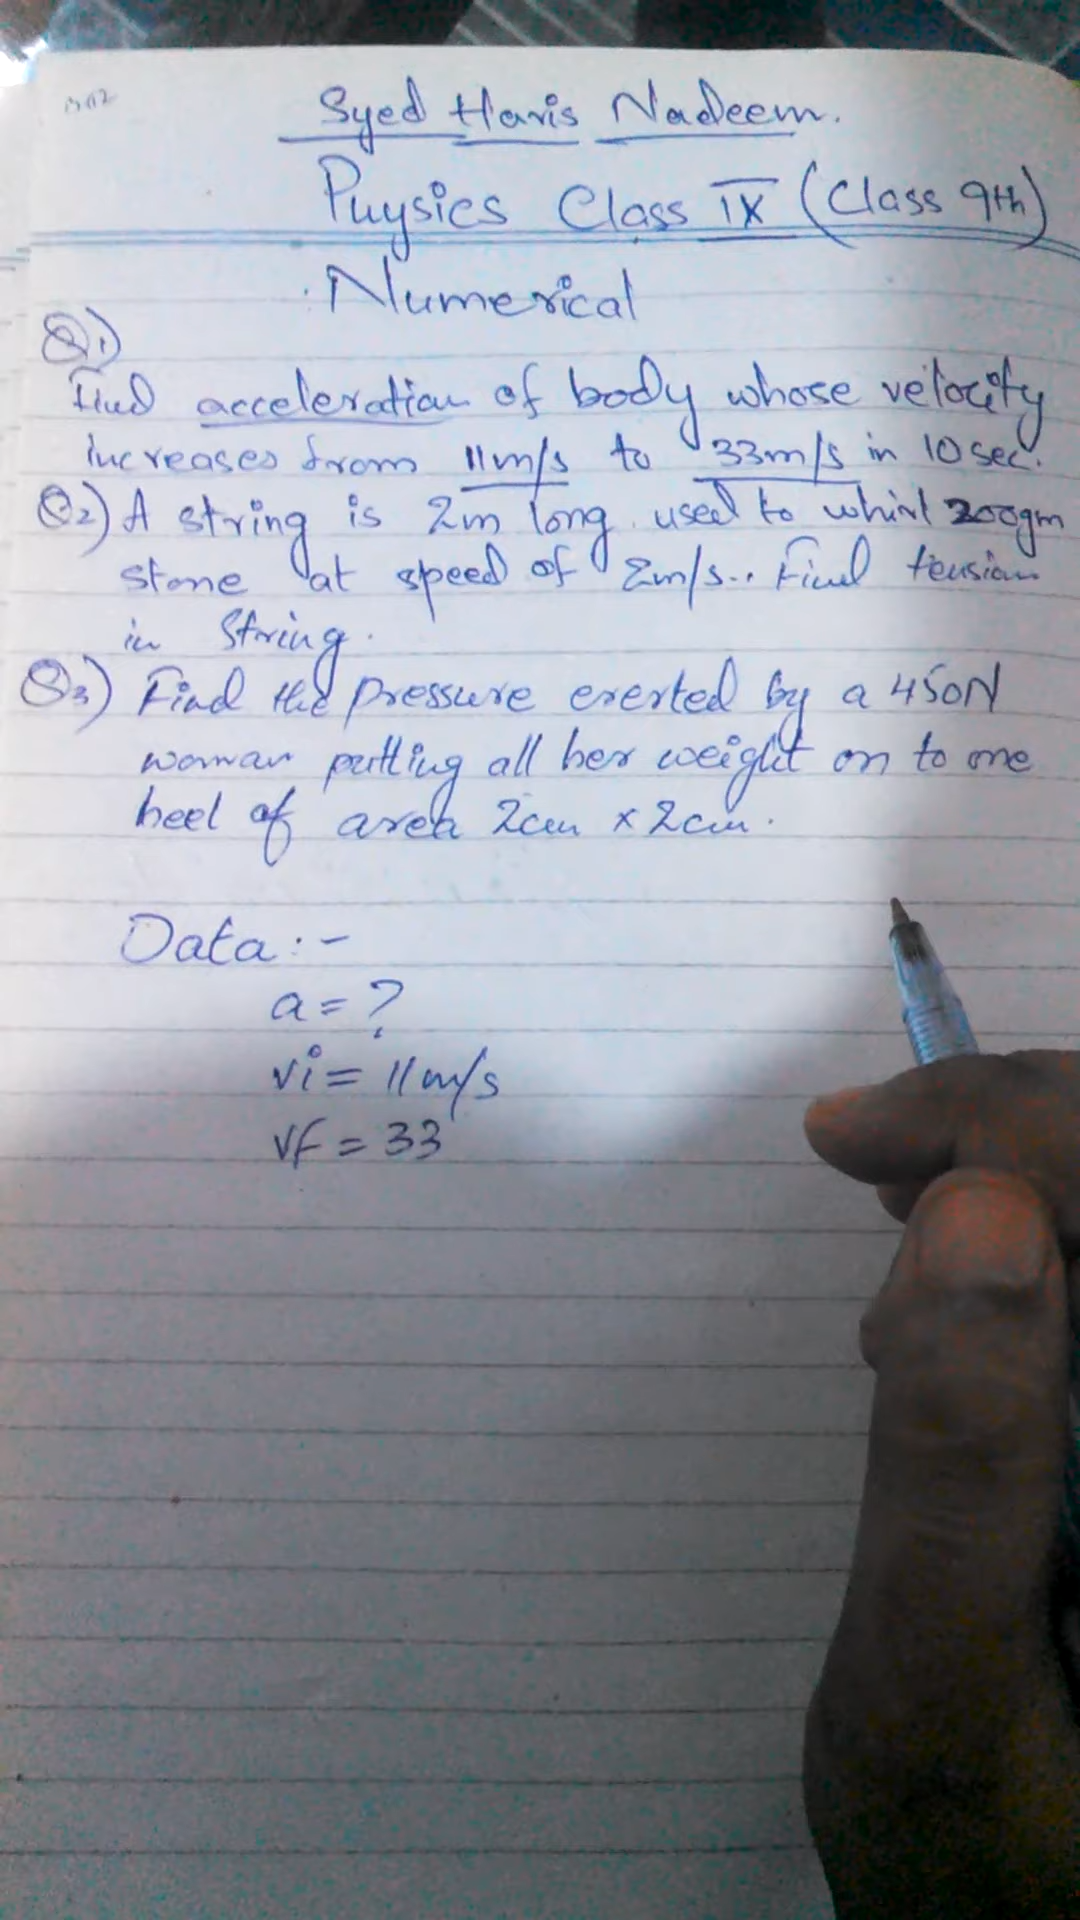 Syed Haris Nadeem.
Physics Class IX (Class 9th)
Numerical
Q1)
Find acceleration of body whose velocity
increases from 11m/s to 33m/s in 10 sec.
Q2) A string is 2m long used to whirl 200gm
stone at speed of 2m/s.. Find tension
in String.
Q3) Find the pressure exerted by a 450N
woman putting all her weight on to one
heel of area 2cm x 2cm.
Data :-
a = ?
vi = 11m/s
vf = 33